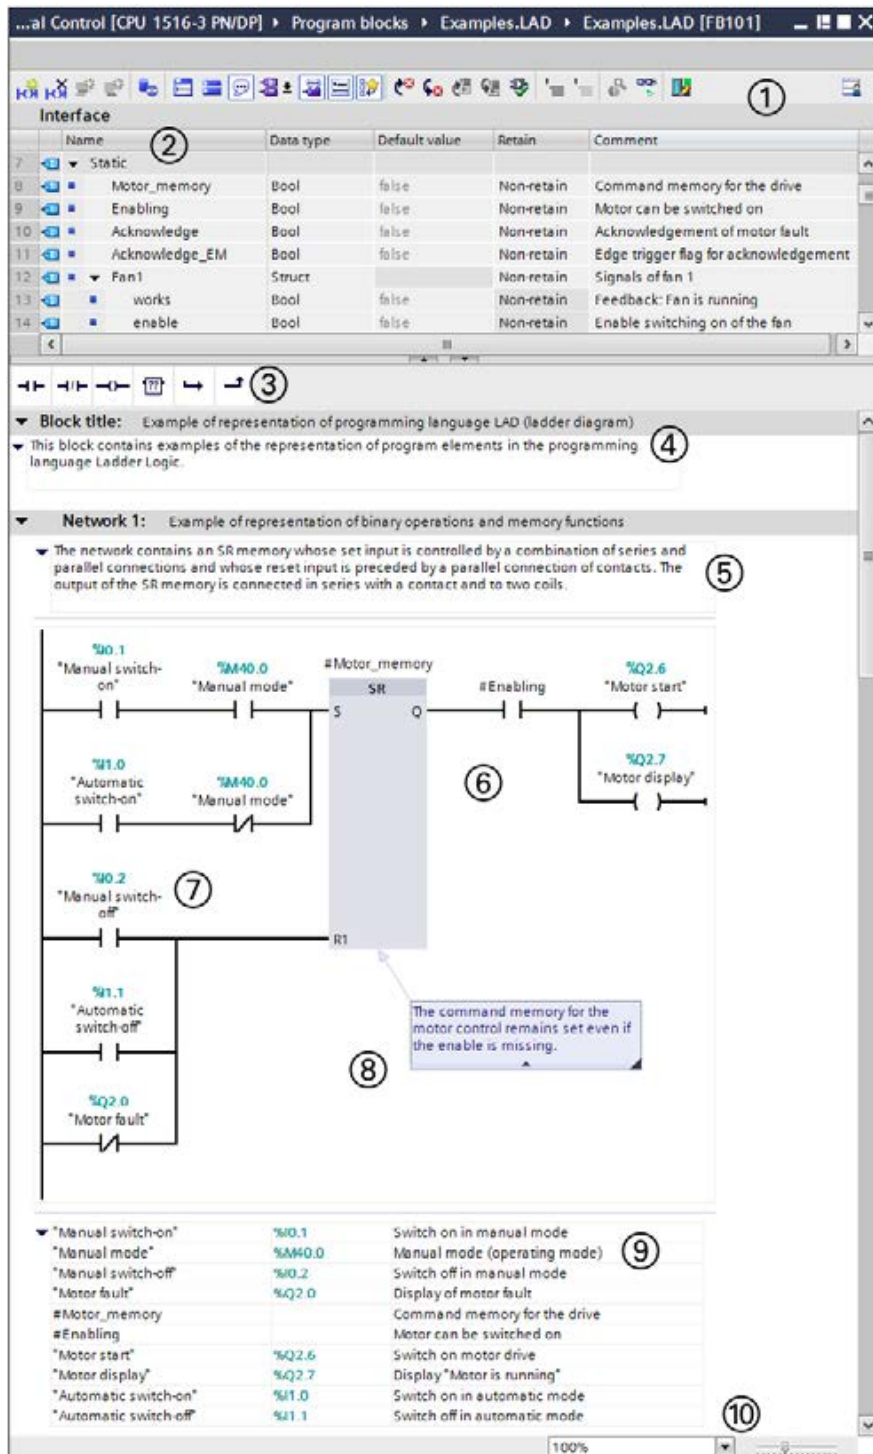 ...al Control [CPU 1516-3 PN/DP] ▸ Program blocks ▸ Examples.LAD ▸ Examples.LAD [FB101]
①
Interface
Name ② Data type Default value Retain Comment
7 Static
8 Motor_memory Bool false Non-retain Command memory for the drive
9 Enabling Bool false Non-retain Motor can be switched on
10 Acknowledge Bool false Non-retain Acknowledgement of motor fault
11 Acknowledge_EM Bool false Non-retain Edge trigger flag for acknowledgement
12 Fan1 Struct Non-retain Signals of fan 1
13 works Bool false Non-retain Feedback: Fan is running
14 enable Bool false Non-retain Enable switching on of the fan
?? ③
Block title: Example of representation of programming language LAD (ladder diagram)
This block contains examples of the representation of program elements in the programming ④
language Ladder Logic.
Network 1: Example of representation of binary operations and memory functions
The network contains an SR memory whose set input is controlled by a combination of series and
parallel connections and whose reset input is preceded by a parallel connection of contacts. The ⑤
output of the SR memory is connected in series with a contact and to two coils.
%I0.1
"Manual switch-
on"
%M40.0
"Manual mode"
#Motor_memory
SR
S Q
#Enabling
%Q2.6
"Motor start"
%I1.0
"Automatic
switch-on"
%M40.0
"Manual mode"
⑥
%Q2.7
"Motor display"
%I0.2
"Manual switch-
off"
⑦
R1
%I1.1
"Automatic
switch-off"
The command memory for the
motor control remains set even if
the enable is missing.
⑧
%Q2.0
"Motor fault"
"Manual switch-on" %I0.1 Switch on in manual mode
"Manual mode" %M40.0 Manual mode (operating mode) ⑨
"Manual switch-off" %I0.2 Switch off in manual mode
"Motor fault" %Q2.0 Display of motor fault
#Motor_memory Command memory for the drive
#Enabling Motor can be switched on
"Motor start" %Q2.6 Switch on motor drive
"Motor display" %Q2.7 Display "Motor is running"
"Automatic switch-on" %I1.0 Switch on in automatic mode
"Automatic switch-off" %I1.1 Switch off in automatic mode
⑩
100%